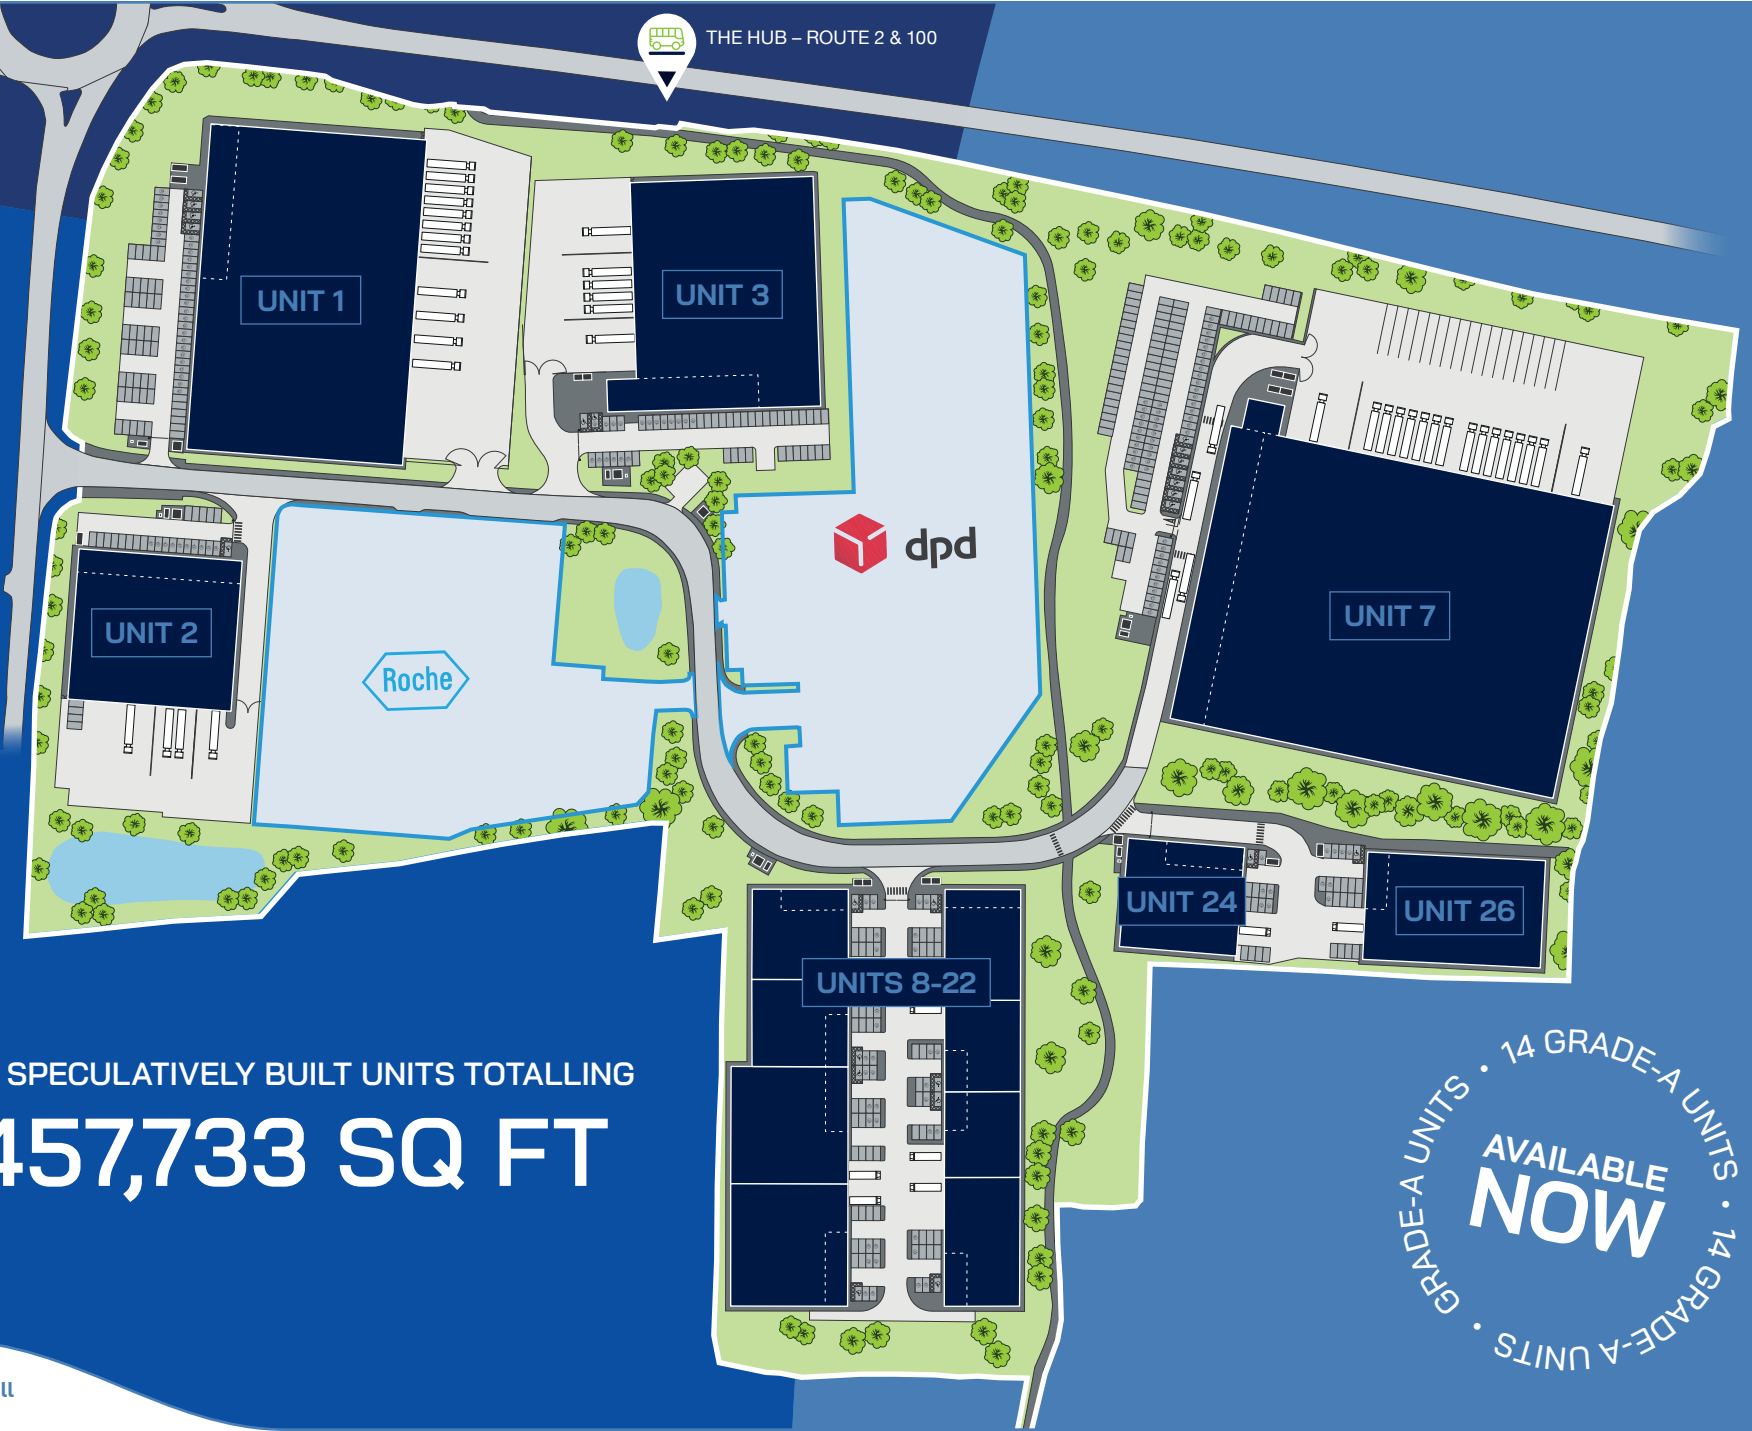 THE HUB – ROUTE 2 & 100
UNIT 1
UNIT 3
dpd
UNIT 7
UNIT 2
Roche
UNIT 24
UNIT 26
UNITS 8-22
SPECULATIVELY BUILT UNITS TOTALLING
457,733 SQ FT
14 GRADE-A UNITS • 14 GRADE-A UNITS • GRADE-A UNITS •
AVAILABLE
NOW
ll